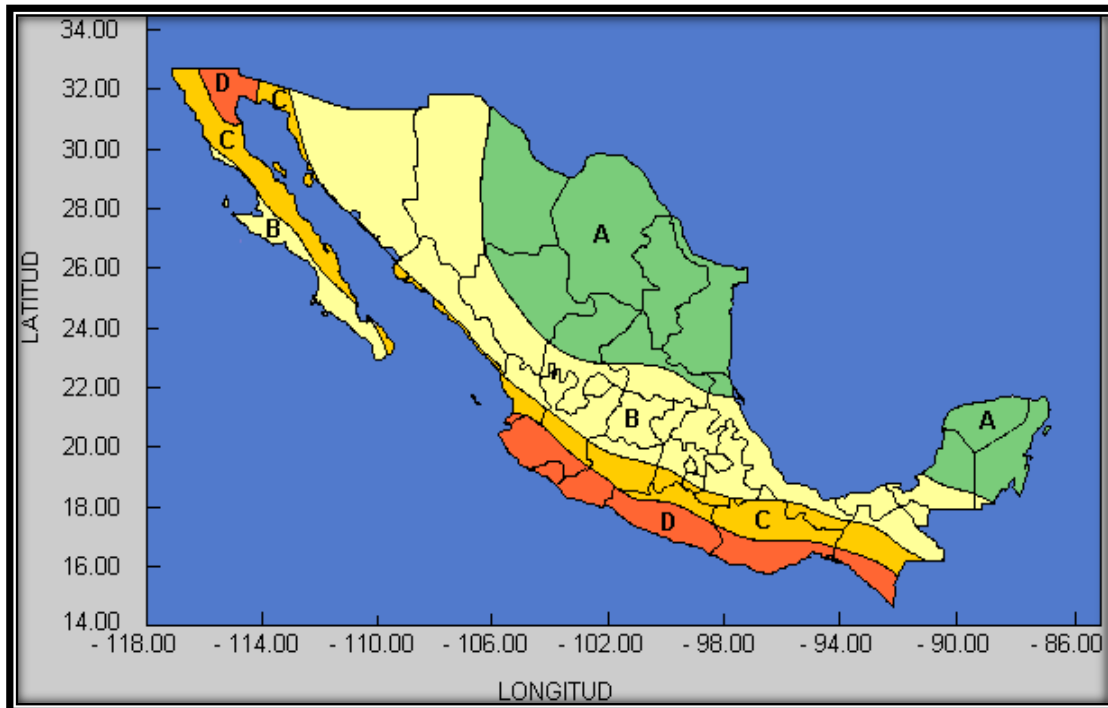 34.00
32.00
30.00
28.00
26.00
24.00
22.00
20.00
18.00
16.00
14.00
LATITUD
D
C
C
B
A
B
A
C
D
- 118.00 - 114.00 - 110.00 - 106.00 - 102.00 - 98.00 - 94.00 - 90.00 - 86.00
LONGITUD